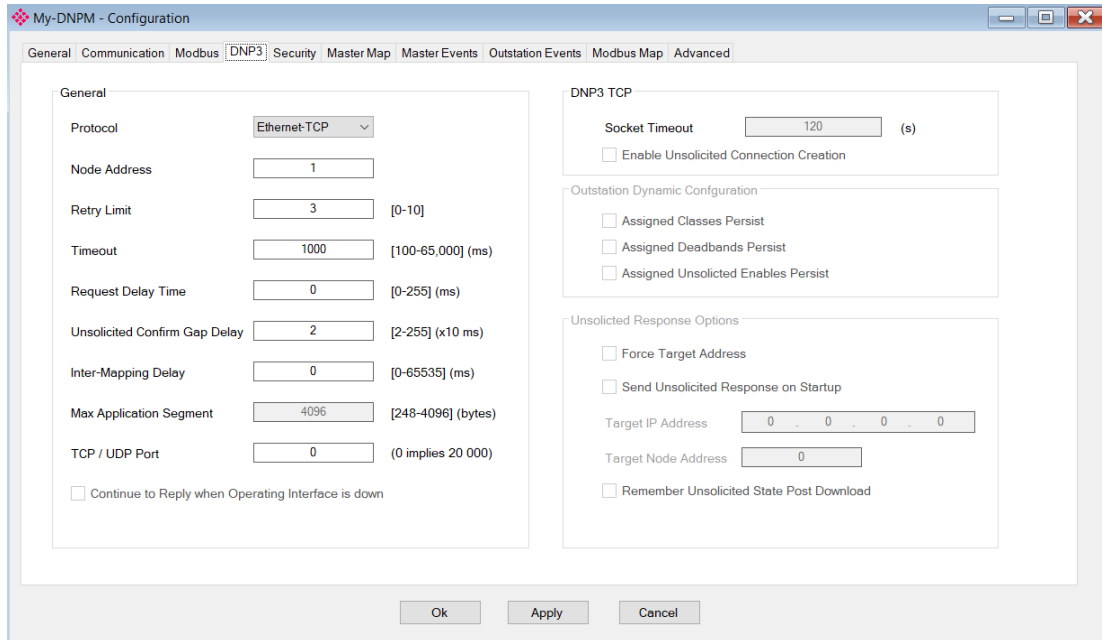 My-DNPM - Configuration
General Communication Modbus DNP3 Security Master Map Master Events Outstation Events Modbus Map Advanced
General
Protocol Ethernet-TCP
Node Address 1
Retry Limit 3 [0-10]
Timeout 1000 [100-65,000] (ms)
Request Delay Time 0 [0-255] (ms)
Unsolicited Confirm Gap Delay 2 [2-255] (x10 ms)
Inter-Mapping Delay 0 [0-65535] (ms)
Max Application Segment 4096 [248-4096] (bytes)
TCP / UDP Port 0 (0 implies 20 000)
Continue to Reply when Operating Interface is down
DNP3 TCP
Socket Timeout 120 (s)
Enable Unsolicited Connection Creation
Outstation Dynamic Confguration
Assigned Classes Persist
Assigned Deadbands Persist
Assigned Unsolicted Enables Persist
Unsolicted Response Options
Force Target Address
Send Unsolicited Response on Startup
Target IP Address 0 . 0 . 0 . 0
Target Node Address 0
Remember Unsolicited State Post Download
Ok Apply Cancel